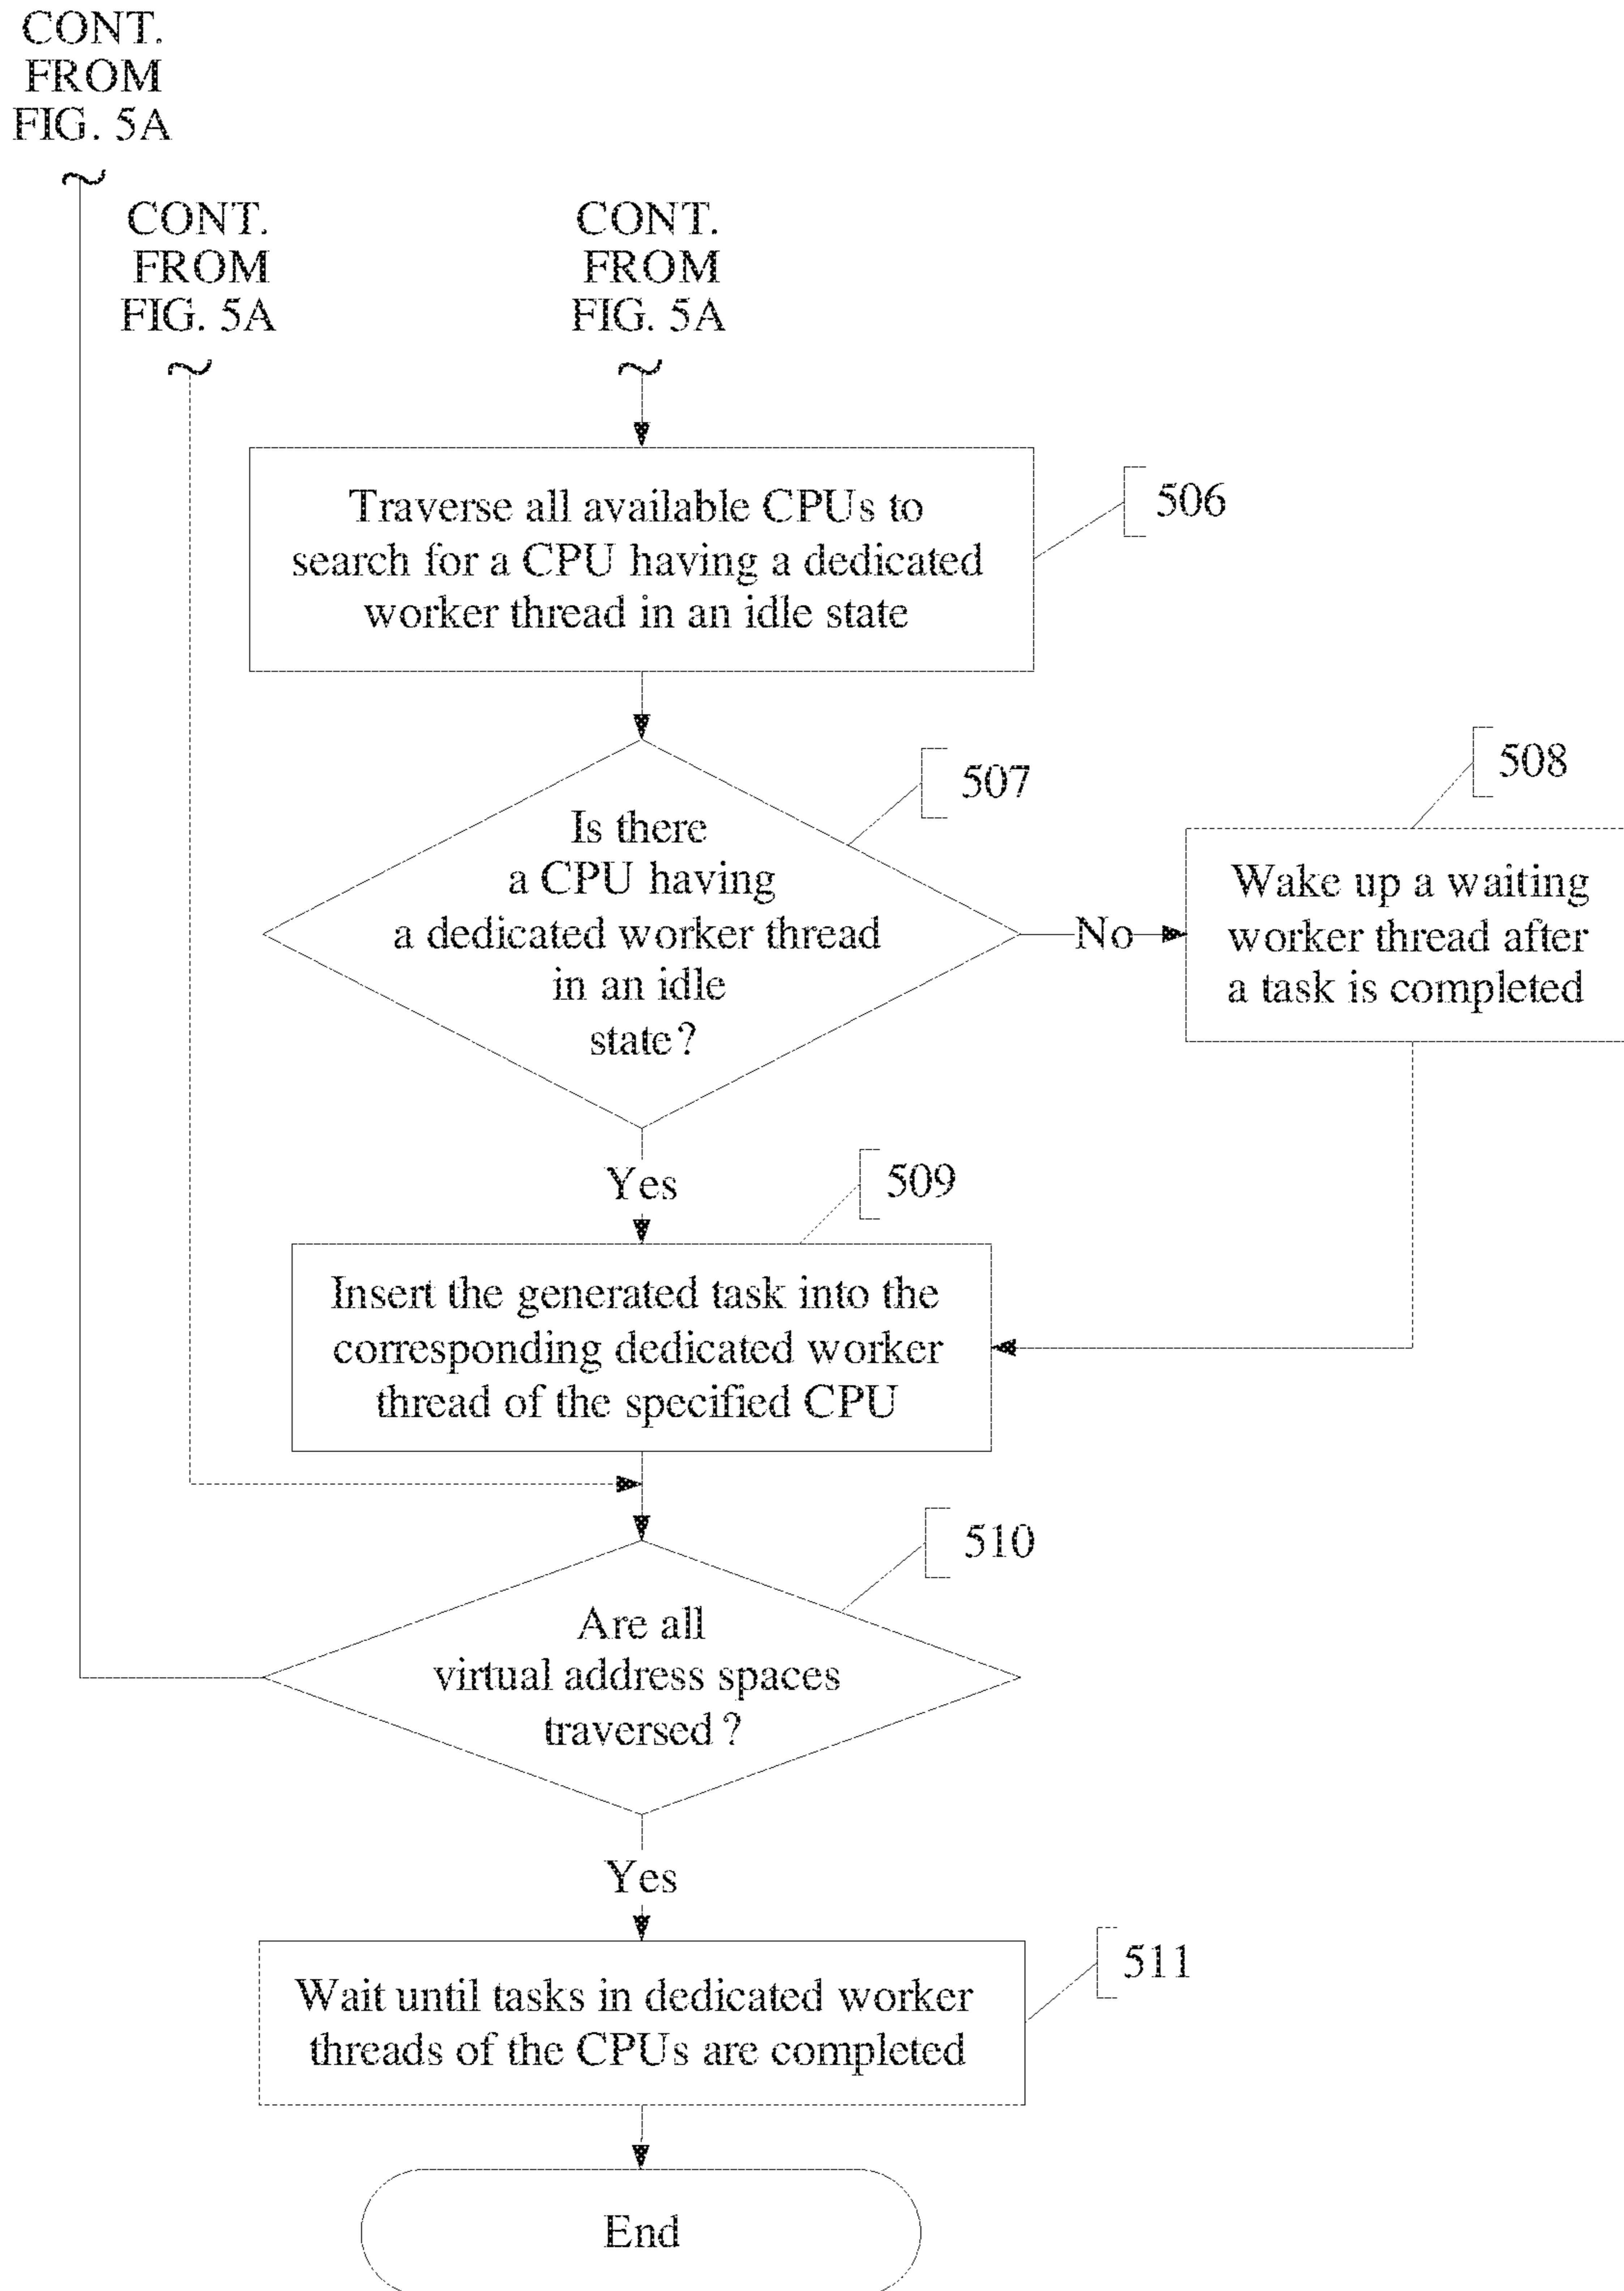 CONT.
FROM
FIG. 5A
CONT.
FROM
FIG. 5A
CONT.
FROM
FIG. 5A
Traverse all available CPUs to
search for a CPU having a dedicated
worker thread in an idle state
506
Is there
a CPU having
a dedicated worker thread
in an idle
state?
507
No
Wake up a waiting
worker thread after
a task is completed
508
Yes
509
Insert the generated task into the
corresponding dedicated worker
thread of the specified CPU
510
Are all
virtual address spaces
traversed?
Yes
Wait until tasks in dedicated worker
threads of the CPUs are completed
511
End